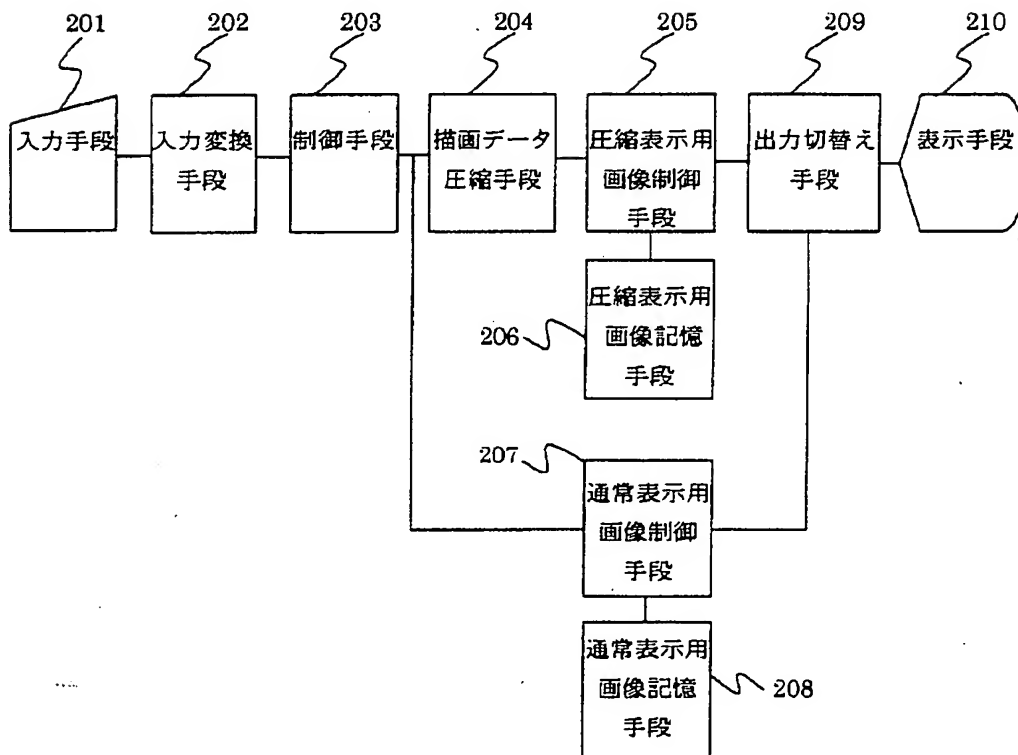 201
202
203
204
205
209
210
入力手段
入力変換
手段
制御手段
描画データ
圧縮手段
圧縮表示用
画像制御
手段
出力切替え
手段
表示手段
圧縮表示用
画像記憶
手段
206
207
通常表示用
画像制御
手段
通常表示用
画像記憶
手段
208